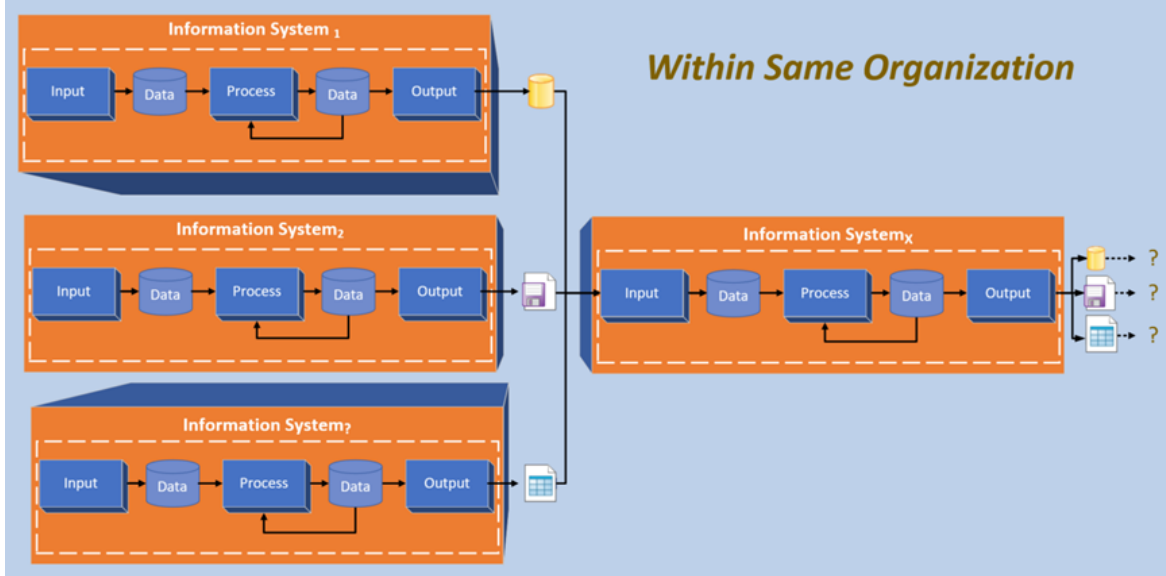 Information System 1
Within Same Organization
Input Data Process Data Output
Information System2
Input Data Process Data Output
Information SystemX
?
Input Data Process Data Output
?
?
Information System?
Input Data Process Data Output